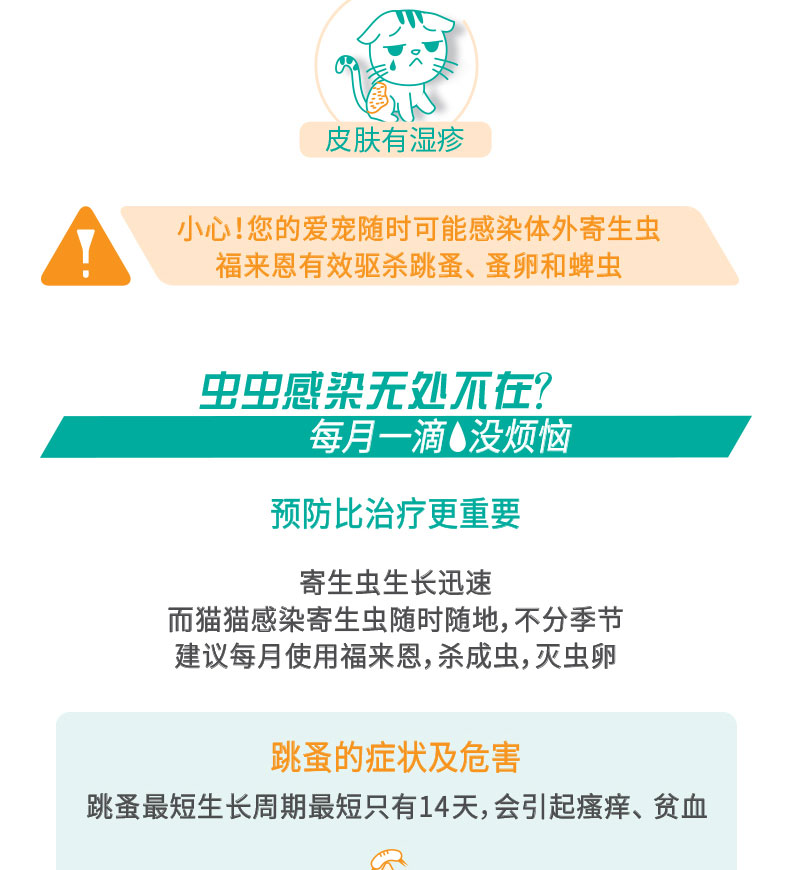 皮肤有湿疹
小心!您的爱宠随时可能感染体外寄生虫
福来恩有效驱杀跳蚤、蚤卵和蜱虫
虫虫感染无处不在?
每月一滴没烦恼
预防比治疗更重要
寄生虫生长迅速
而猫猫感染寄生虫随时随地,不分季节
建议每月使用福来恩,杀成虫,灭虫卵
跳蚤的症状及危害
跳蚤最短生长周期最短只有14天,会引起瘙痒、贫血